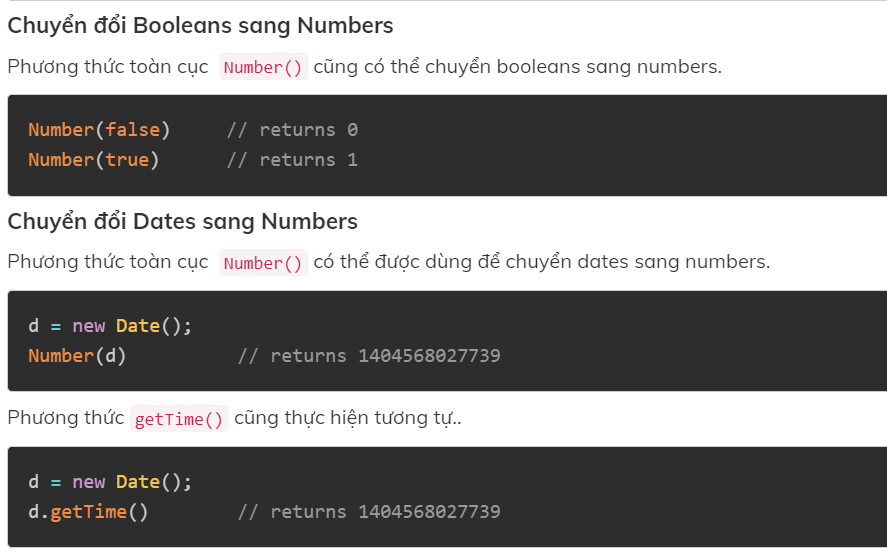 Chuyển đổi Booleans sang Numbers
Phương thức toàn cục Number() cũng có thể chuyển booleans sang numbers.
Number(false)     // returns 0
Number(true)      // returns 1
Chuyển đổi Dates sang Numbers
Phương thức toàn cục Number() có thể được dùng để chuyển dates sang numbers.
d = new Date();
Number(d)          // returns 1404568027739
Phương thức getTime() cũng thực hiện tương tự..
d = new Date();
d.getTime()        // returns 1404568027739